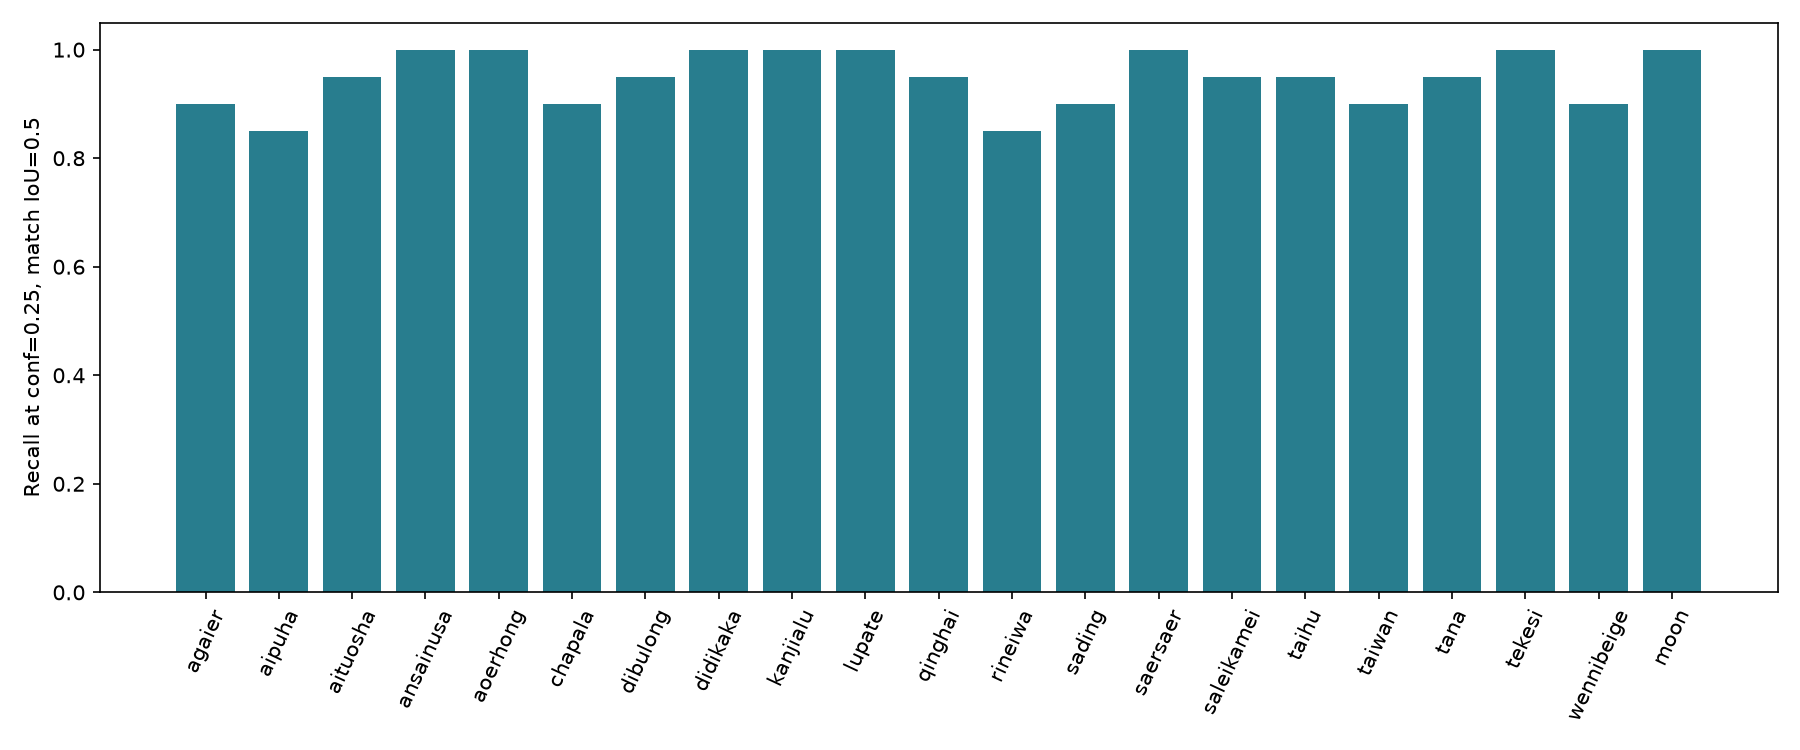 Recall at conf=0.25, match IoU=0.5
1.0
0.8
0.6
0.4
0.2
0.0
agaier
aipuha
aituosha
ansainusa
aoerhong
chapala
dibulong
didikaka
kanjialu
lupate
qinghai
rineiwa
sading
saersaer
saleikamei
taihu
taiwan
tana
tekesi
wennibeige
moon